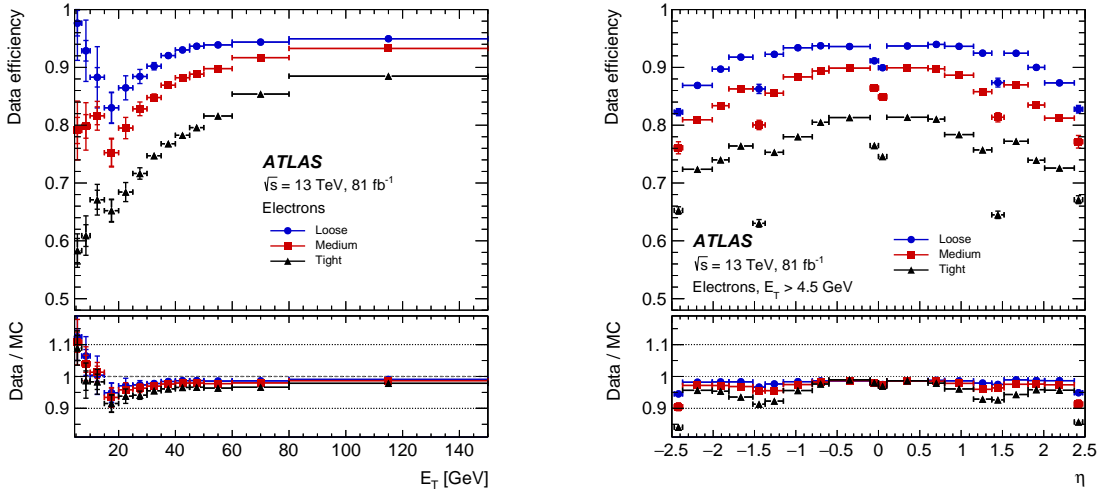 Data efficiency
1
0.9
0.8
0.7
0.6
0.5
ATLAS
√s = 13 TeV, 81 fb⁻¹
Electrons
Loose
Medium
Tight
Data / MC
1.1
1
0.9
20 40 60 80 100 120 140
E_T [GeV]
Data efficiency
1
0.9
0.8
0.7
0.6
0.5
ATLAS
√s = 13 TeV, 81 fb⁻¹
Electrons, E_T > 4.5 GeV
Loose
Medium
Tight
Data / MC
1.1
1
0.9
−2.5 −2 −1.5 −1 −0.5 0 0.5 1 1.5 2 2.5
η